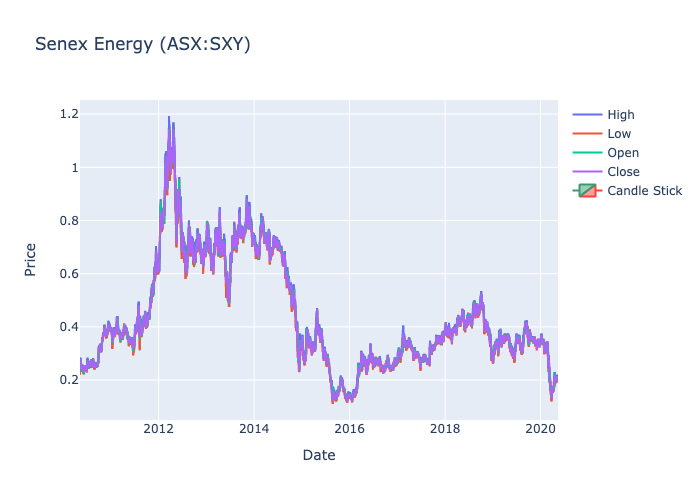 Senex Energy (ASX:SXY)
1.2
1
0.8
0.6
0.4
0.2
Price
2012 2014 2016 2018 2020
Date
High
Low
Open
Close
Candle Stick